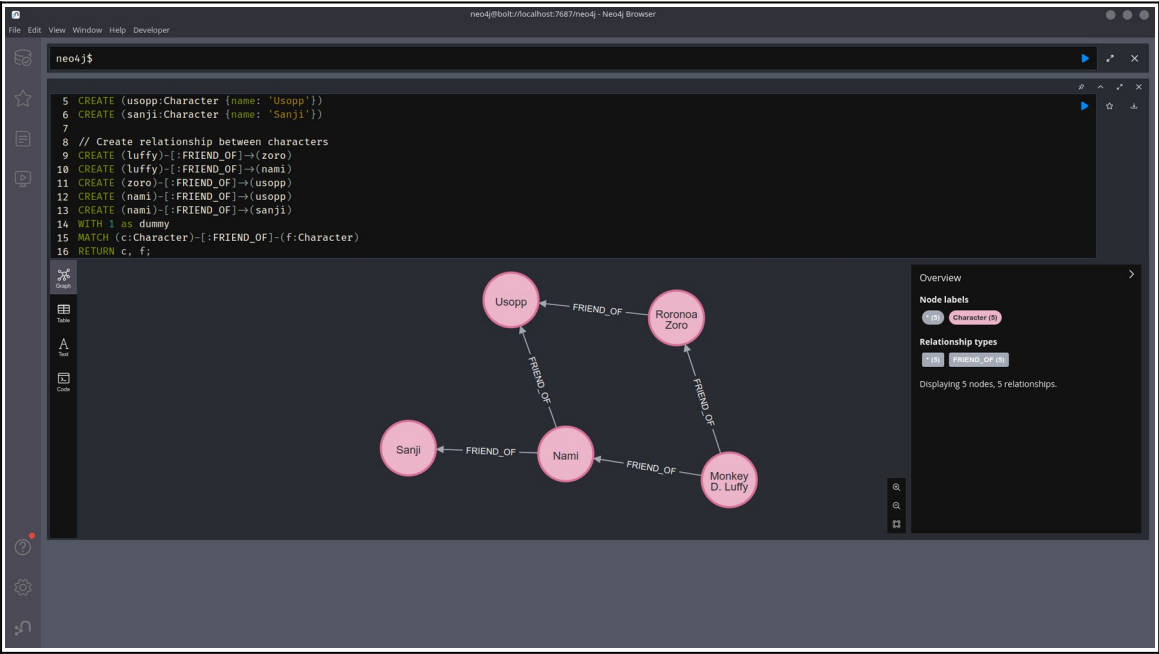 neo4j@bolt://localhost:7687/neo4j - Neo4j Browser
File Edit View Window Help Developer
neo4j$
5 CREATE (usopp:Character {name: 'Usopp'})
6 CREATE (sanji:Character {name: 'Sanji'})
7
8 // Create relationship between characters
9 CREATE (luffy)-[:FRIEND_OF]→(zoro)
10 CREATE (luffy)-[:FRIEND_OF]→(nami)
11 CREATE (zoro)-[:FRIEND_OF]→(usopp)
12 CREATE (nami)-[:FRIEND_OF]→(usopp)
13 CREATE (nami)-[:FRIEND_OF]→(sanji)
14 WITH 1 as dummy
15 MATCH (c:Character)-[:FRIEND_OF]-(f:Character)
16 RETURN c, f;
Graph
Table
A
Text
Code
Usopp
FRIEND_OF
Roronoa
Zoro
FRIEND_OF
FRIEND_OF
Sanji
FRIEND_OF
Nami
FRIEND_OF
Monkey
D. Luffy
Overview
Node labels
* (5) Character (5)
Relationship types
* (5) FRIEND_OF (5)
Displaying 5 nodes, 5 relationships.